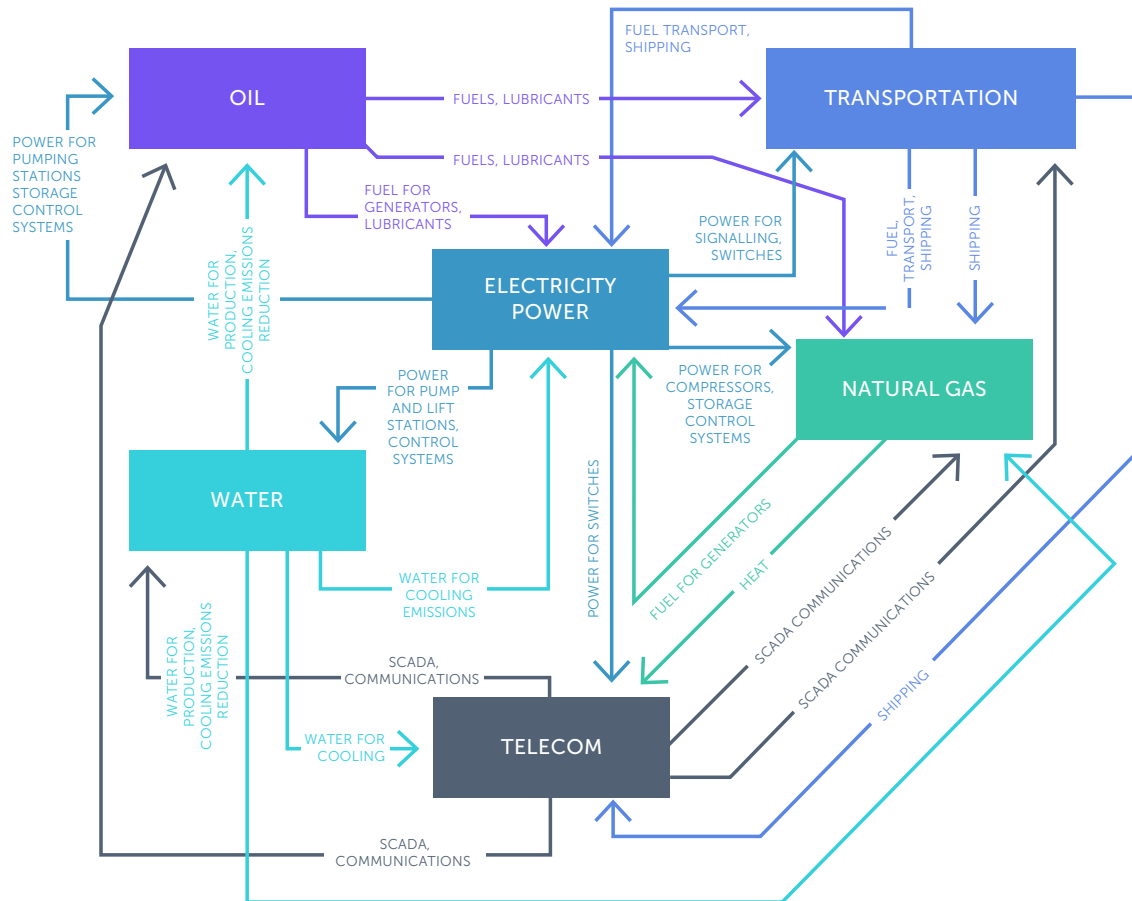 FUEL TRANSPORT,
SHIPPING
OIL
FUELS, LUBRICANTS
TRANSPORTATION
POWER FOR
PUMPING
STATIONS
STORAGE
CONTROL
SYSTEMS
FUELS, LUBRICANTS
FUEL FOR
GENERATORS,
LUBRICANTS
POWER FOR
SIGNALLING,
SWITCHES
FUEL,
TRANSPORT,
SHIPPING
SHIPPING
WATER FOR
PRODUCTION,
COOLING EMISSIONS
REDUCTION
ELECTRICITY
POWER
POWER
FOR PUMP
AND LIFT
STATIONS,
CONTROL
SYSTEMS
POWER FOR
COMPRESSORS,
STORAGE
CONTROL
SYSTEMS
NATURAL GAS
WATER
POWER FOR SWITCHES
FUEL FOR GENERATORS
HEAT
SCADA COMMUNICATIONS
SCADA COMMUNICATIONS
SHIPPING
WATER FOR
COOLING
EMISSIONS
WATER FOR
PRODUCTION,
COOLING EMISSIONS
REDUCTION
SCADA,
COMMUNICATIONS
WATER FOR
COOLING
TELECOM
SCADA,
COMMUNICATIONS